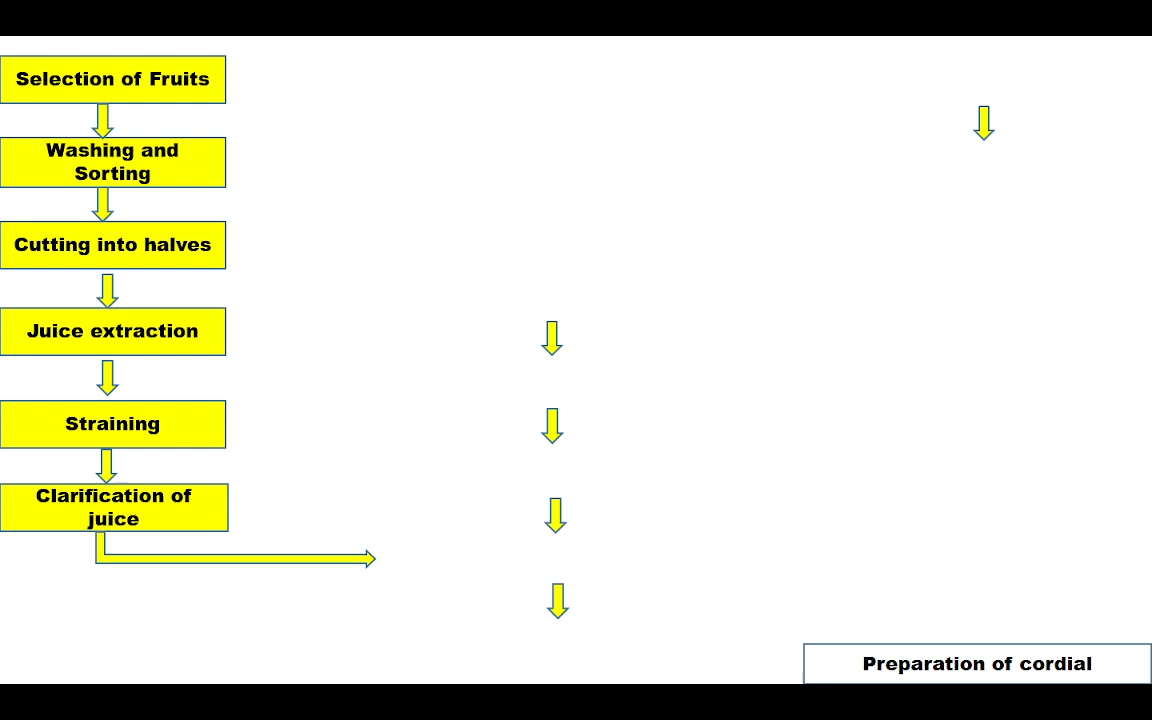 Selection of Fruits
Washing and
Sorting
Cutting into halves
Juice extraction
Straining
Clarification of
juice
Preparation of cordial